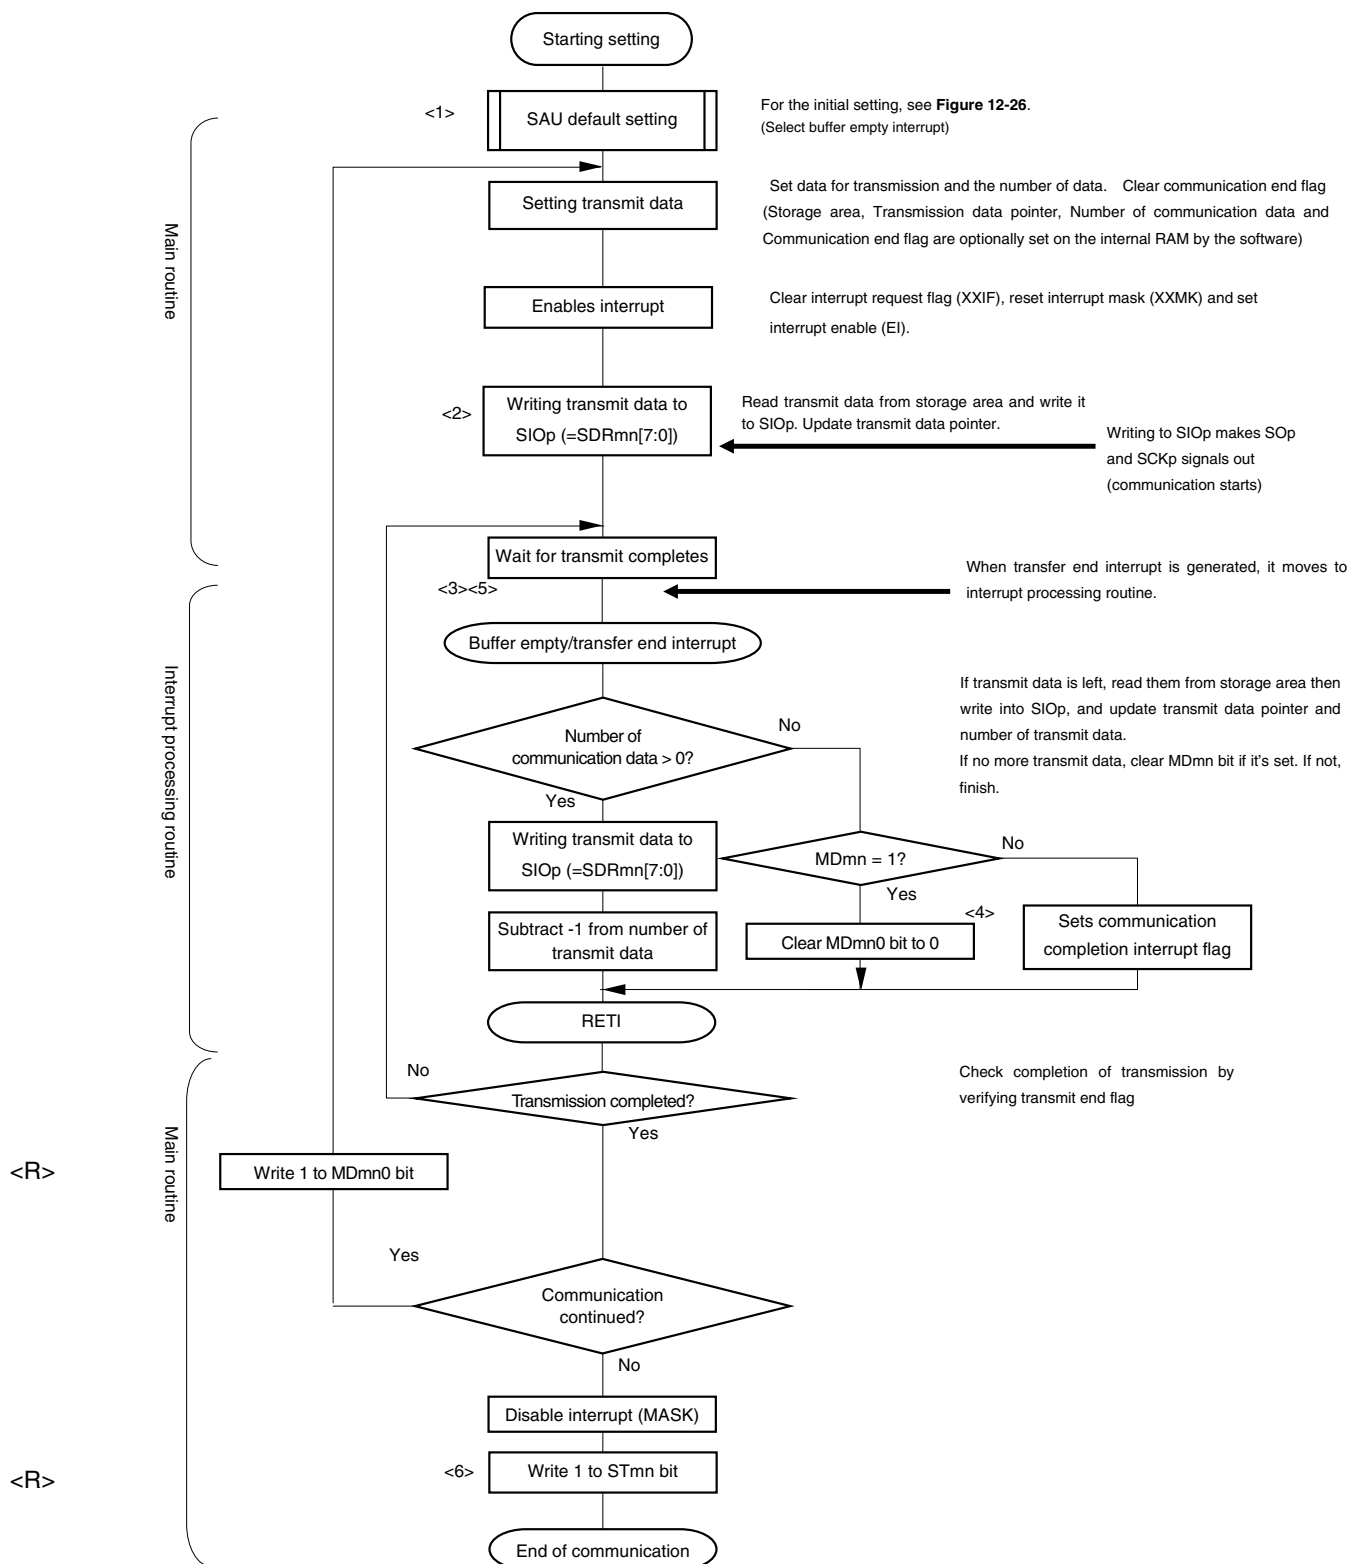 Starting setting
<1>
SAU default setting
For the initial setting, see Figure 12-26.
(Select buffer empty interrupt)
Main routine
Setting transmit data
Set data for transmission and the number of data. Clear communication end flag
(Storage area, Transmission data pointer, Number of communication data and
Communication end flag are optionally set on the internal RAM by the software)
Enables interrupt
Clear interrupt request flag (XXIF), reset interrupt mask (XXMK) and set
interrupt enable (EI).
<2>
Writing transmit data to
SIOp (=SDRmn[7:0])
Read transmit data from storage area and write it
to SIOp. Update transmit data pointer.
Writing to SIOp makes SOp
and SCKp signals out
(communication starts)
Wait for transmit completes
<3><5>
When transfer end interrupt is generated, it moves to
interrupt processing routine.
Interrupt processing routine
Buffer empty/transfer end interrupt
If transmit data is left, read them from storage area then
write into SIOp, and update transmit data pointer and
number of transmit data.
If no more transmit data, clear MDmn bit if it's set. If not,
finish.
Number of
communication data > 0?
No
Yes
Writing transmit data to
SIOp (=SDRmn[7:0])
MDmn = 1?
No
Yes
<4>
Subtract -1 from number of
transmit data
Clear MDmn0 bit to 0
Sets communication
completion interrupt flag
RETI
No
Transmission completed?
Yes
Check completion of transmission by
verifying transmit end flag
Main routine
<R>
Write 1 to MDmn0 bit
Yes
Communication
continued?
No
Disable interrupt (MASK)
<R>
<6>
Write 1 to STmn bit
End of communication